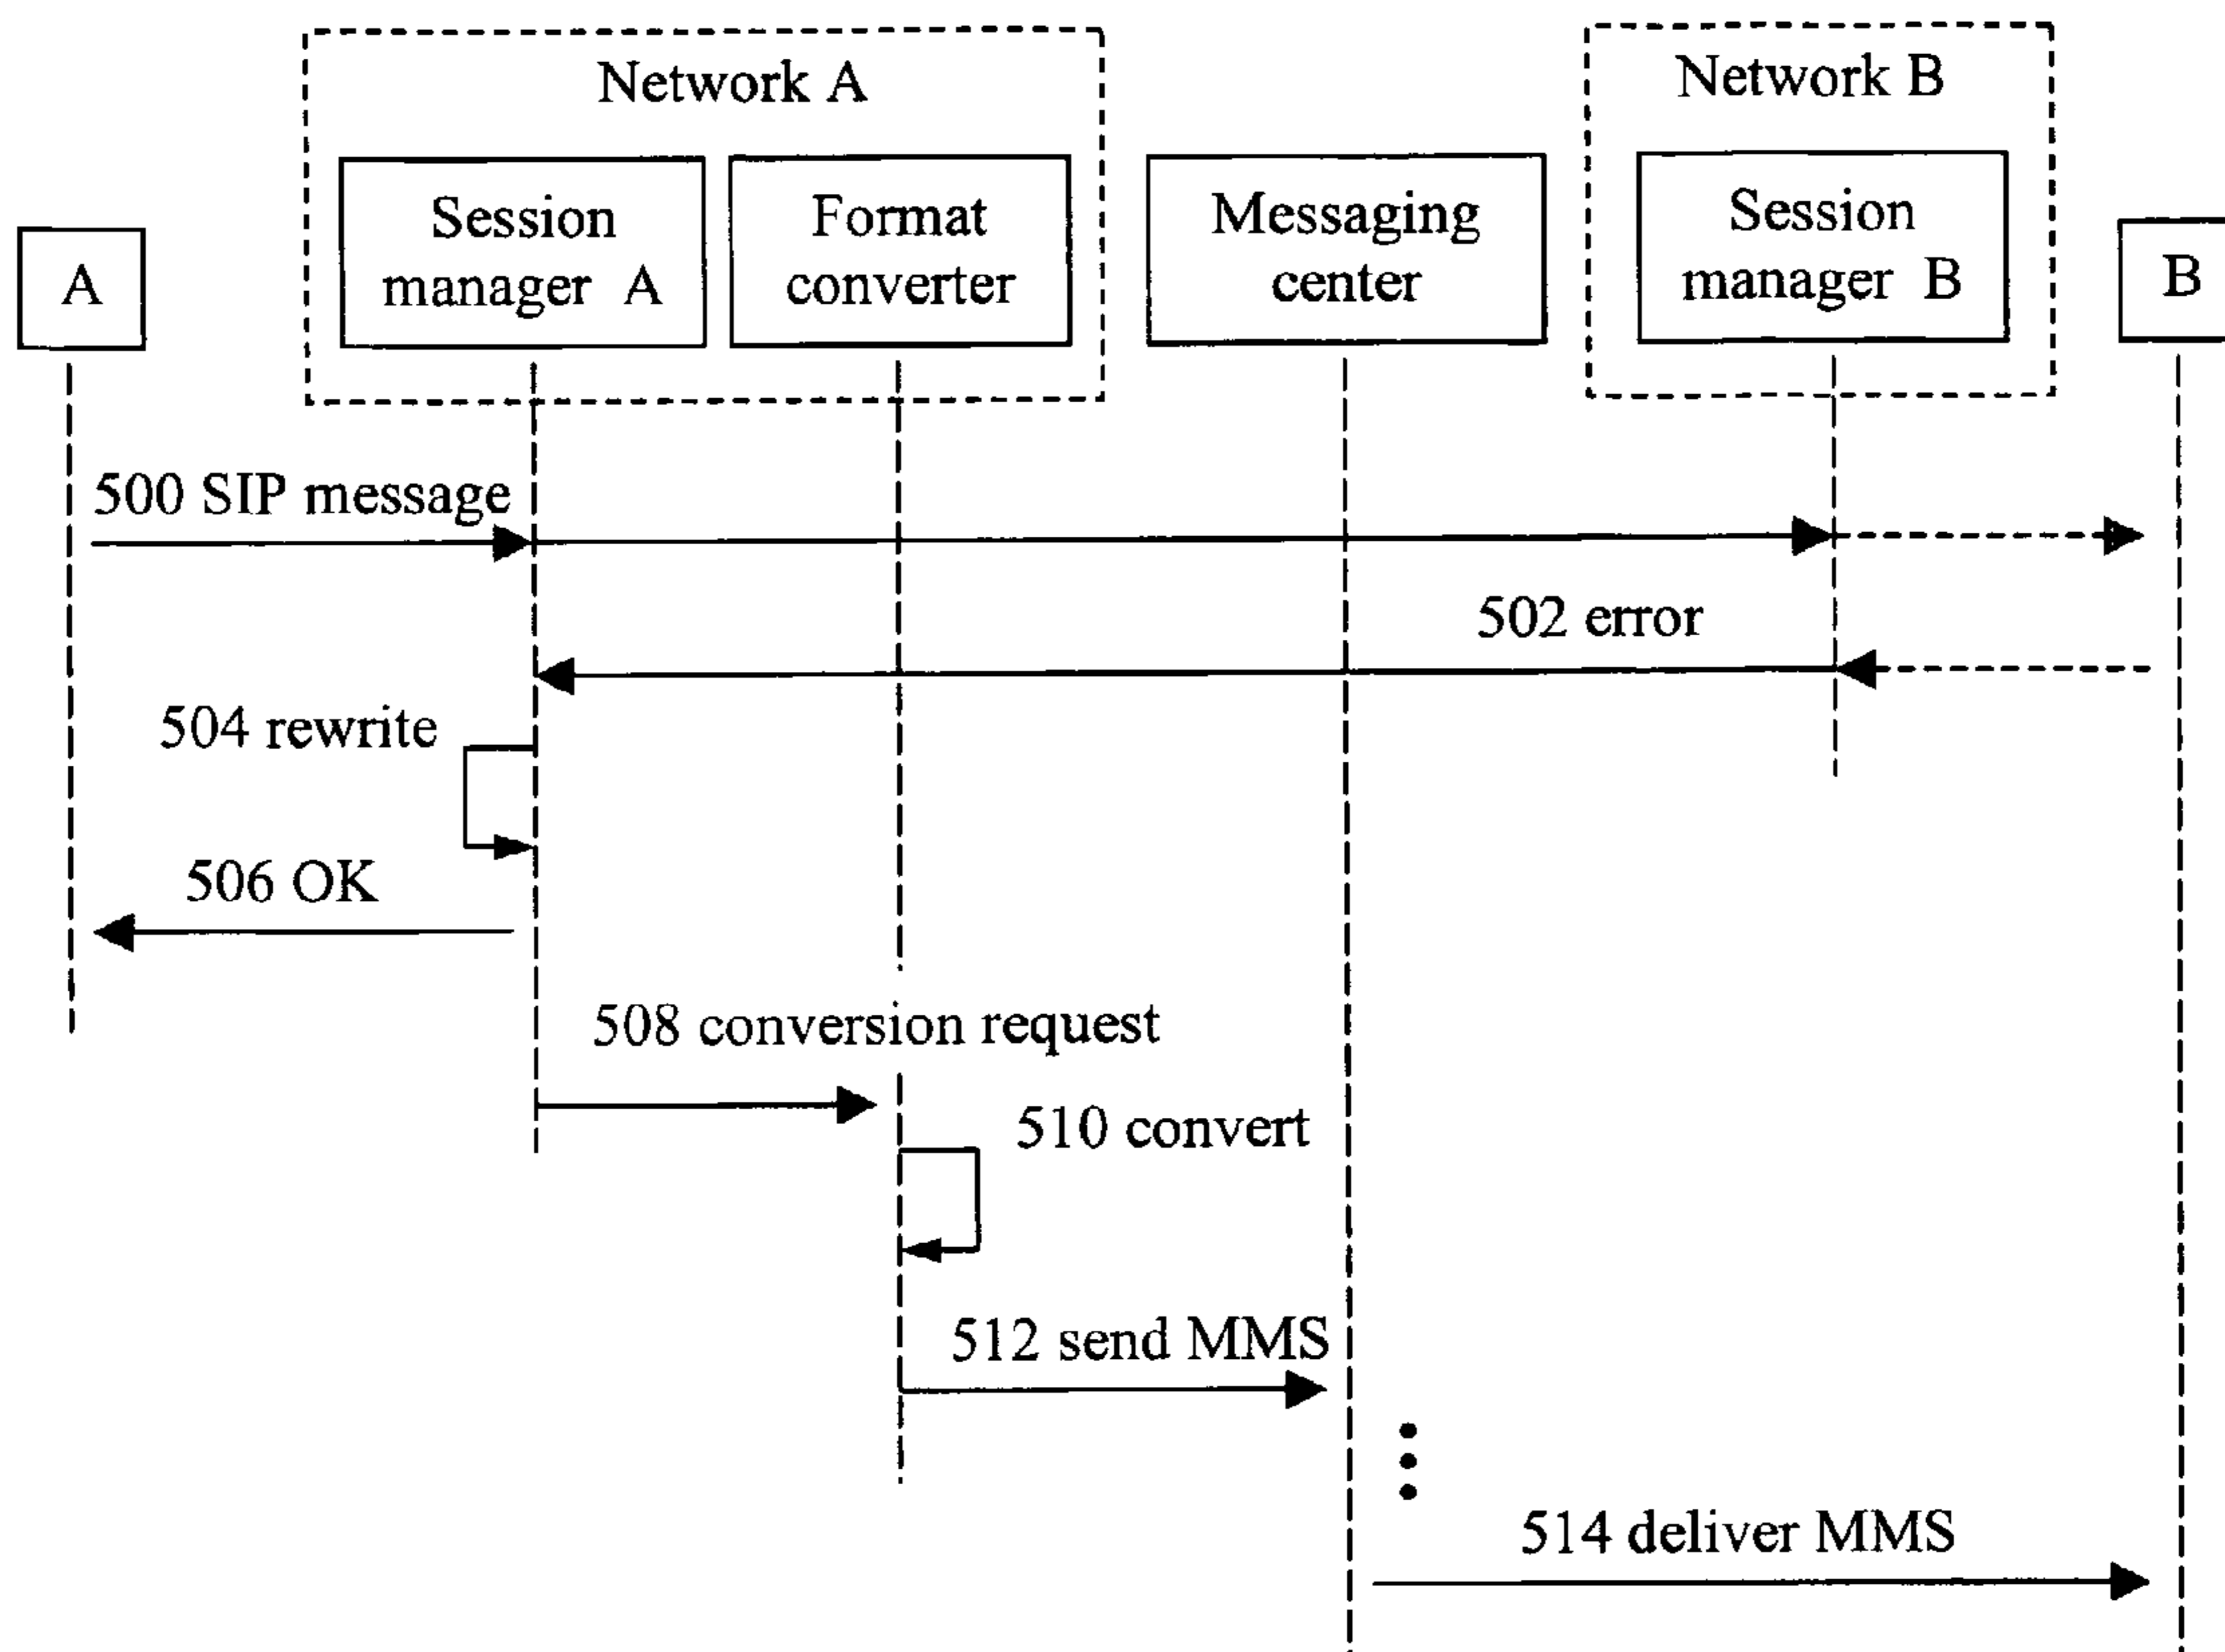 Network A
Network B
Session
manager A
Format
converter
Messaging
center
Session
manager B
A
B
500 SIP message
502 error
504 rewrite
506 OK
508 conversion request
510 convert
512 send MMS
514 deliver MMS